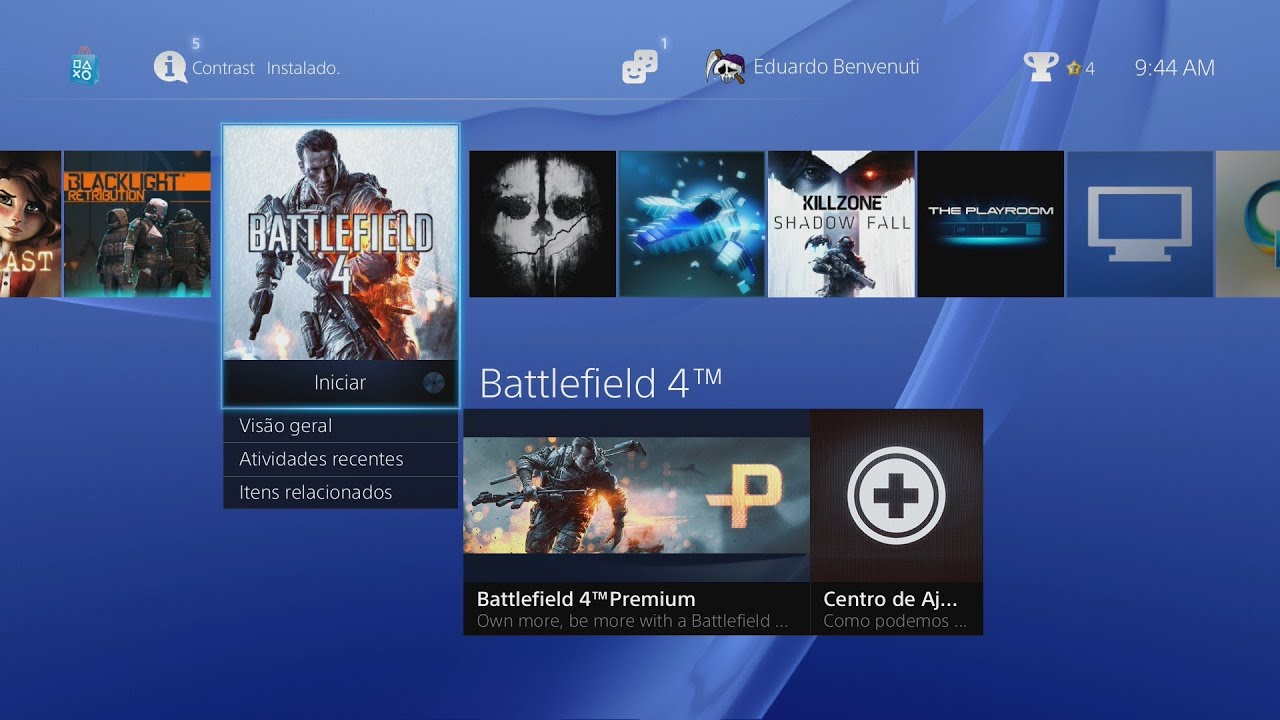 5
Contrast Instalado.
1
Eduardo Benvenuti
4
9:44 AM
AST
BLACKLIGHT
RETRIBUTION
BATTLEFIELD
4
KILLZONE™
SHADOW FALL
THE PLAYROOM
Iniciar
Battlefield 4™
Visão geral
Atividades recentes
Itens relacionados
P
Battlefield 4™Premium
Own more, be more with a Battlefield ...
Centro de Aj...
Como podemos ...